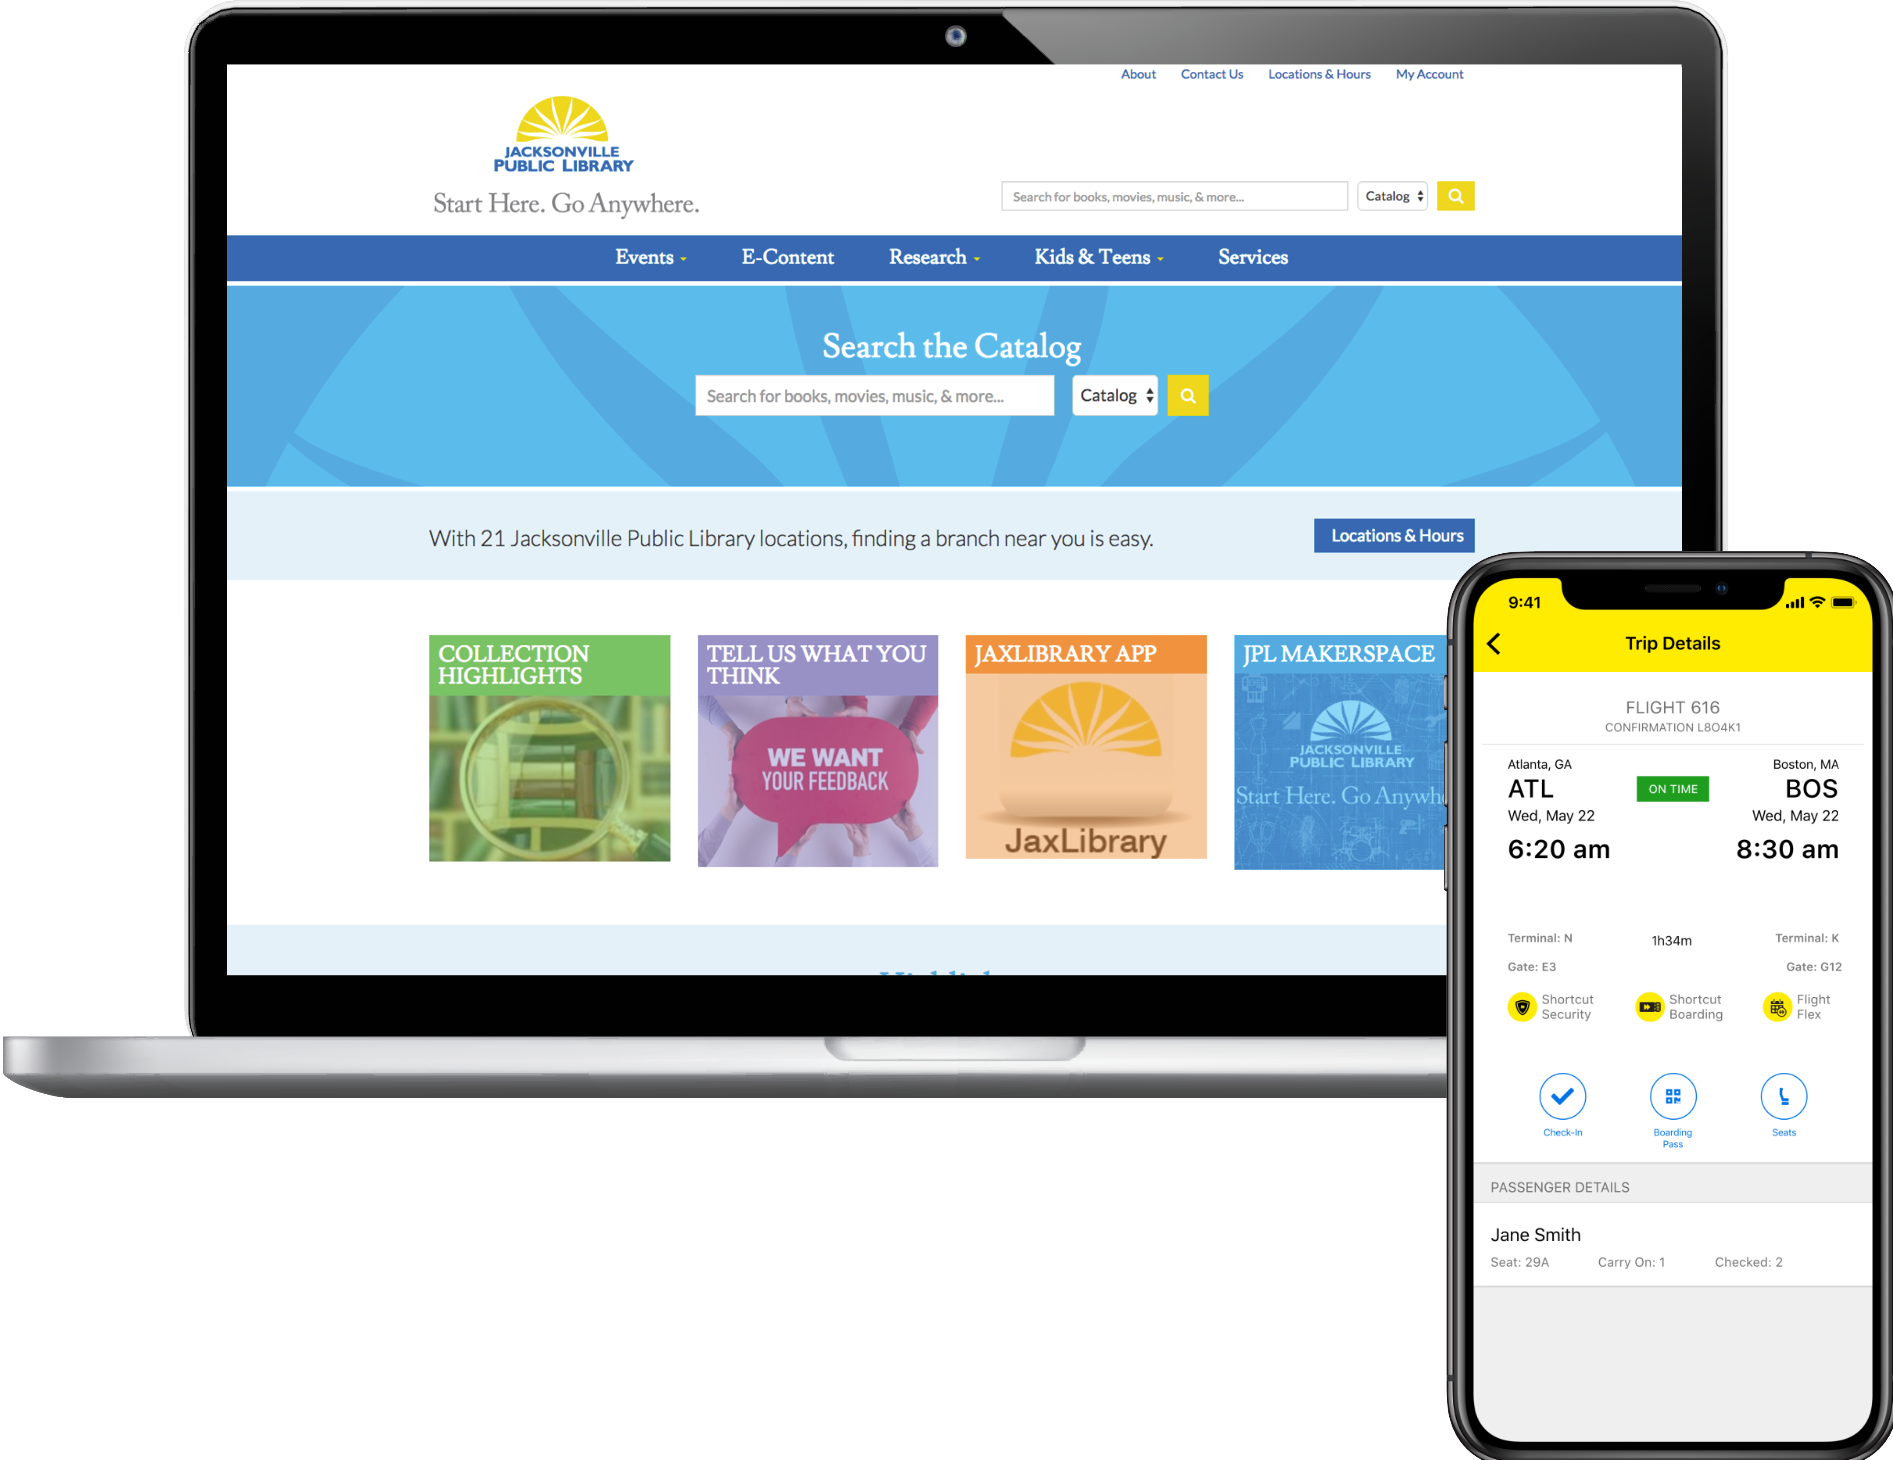 About Contact Us Locations & Hours My Account
JACKSONVILLE
PUBLIC LIBRARY
Start Here. Go Anywhere.
Search for books, movies, music, & more... Catalog
Events E-Content Research Kids & Teens Services
Search the Catalog
Search for books, movies, music, & more... Catalog
With 21 Jacksonville Public Library locations, finding a branch near you is easy.
Locations & Hours
COLLECTION
HIGHLIGHTS
TELL US WHAT YOU
THINK
WE WANT
YOUR FEEDBACK
JAXLIBRARY APP
JaxLibrary
JPL MAKERSPACE
JACKSONVILLE
PUBLIC LIBRARY
Start Here. Go Anywh
9:41
Trip Details
FLIGHT 616
CONFIRMATION L8O4K1
Atlanta, GA Boston, MA
ATL ON TIME BOS
Wed, May 22 Wed, May 22
6:20 am 8:30 am
Terminal: N 1h34m Terminal: K
Gate: E3 Gate: G12
Shortcut Shortcut Flight
Security Boarding Flex
Check-In Boarding Seats
Pass
PASSENGER DETAILS
Jane Smith
Seat: 29A Carry On: 1 Checked: 2